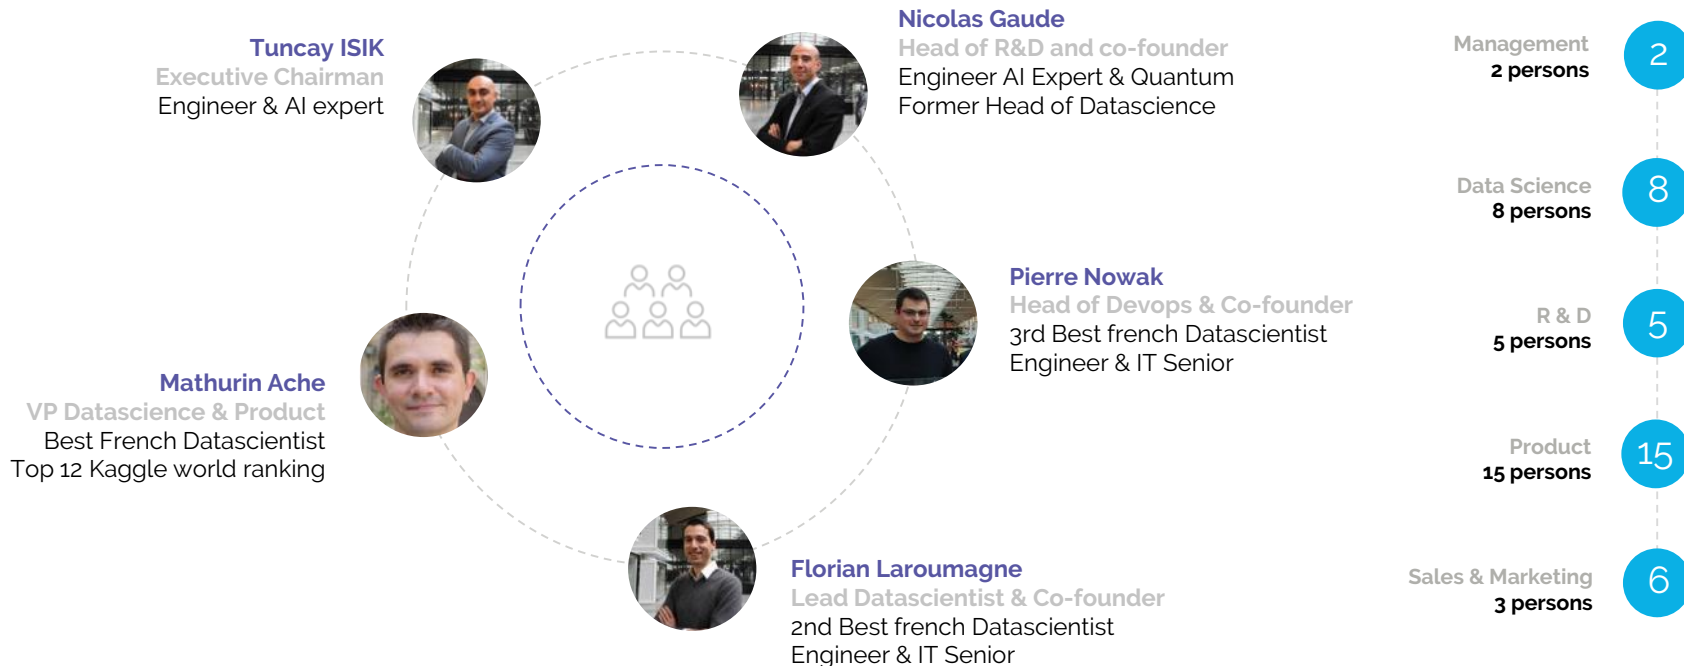 Tuncay ISIK
Executive Chairman
Engineer & AI expert
Nicolas Gaude
Head of R&D and co-founder
Engineer AI Expert & Quantum
Former Head of Datascience
Pierre Nowak
Head of Devops & Co-founder
3rd Best french Datascientist
Engineer & IT Senior
Mathurin Ache
VP Datascience & Product
Best French Datascientist
Top 12 Kaggle world ranking
Florian Laroumagne
Lead Datascientist & Co-founder
2nd Best french Datascientist
Engineer & IT Senior
Management
2 persons
2
Data Science
8 persons
8
R & D
5 persons
5
Product
15 persons
15
Sales & Marketing
3 persons
6